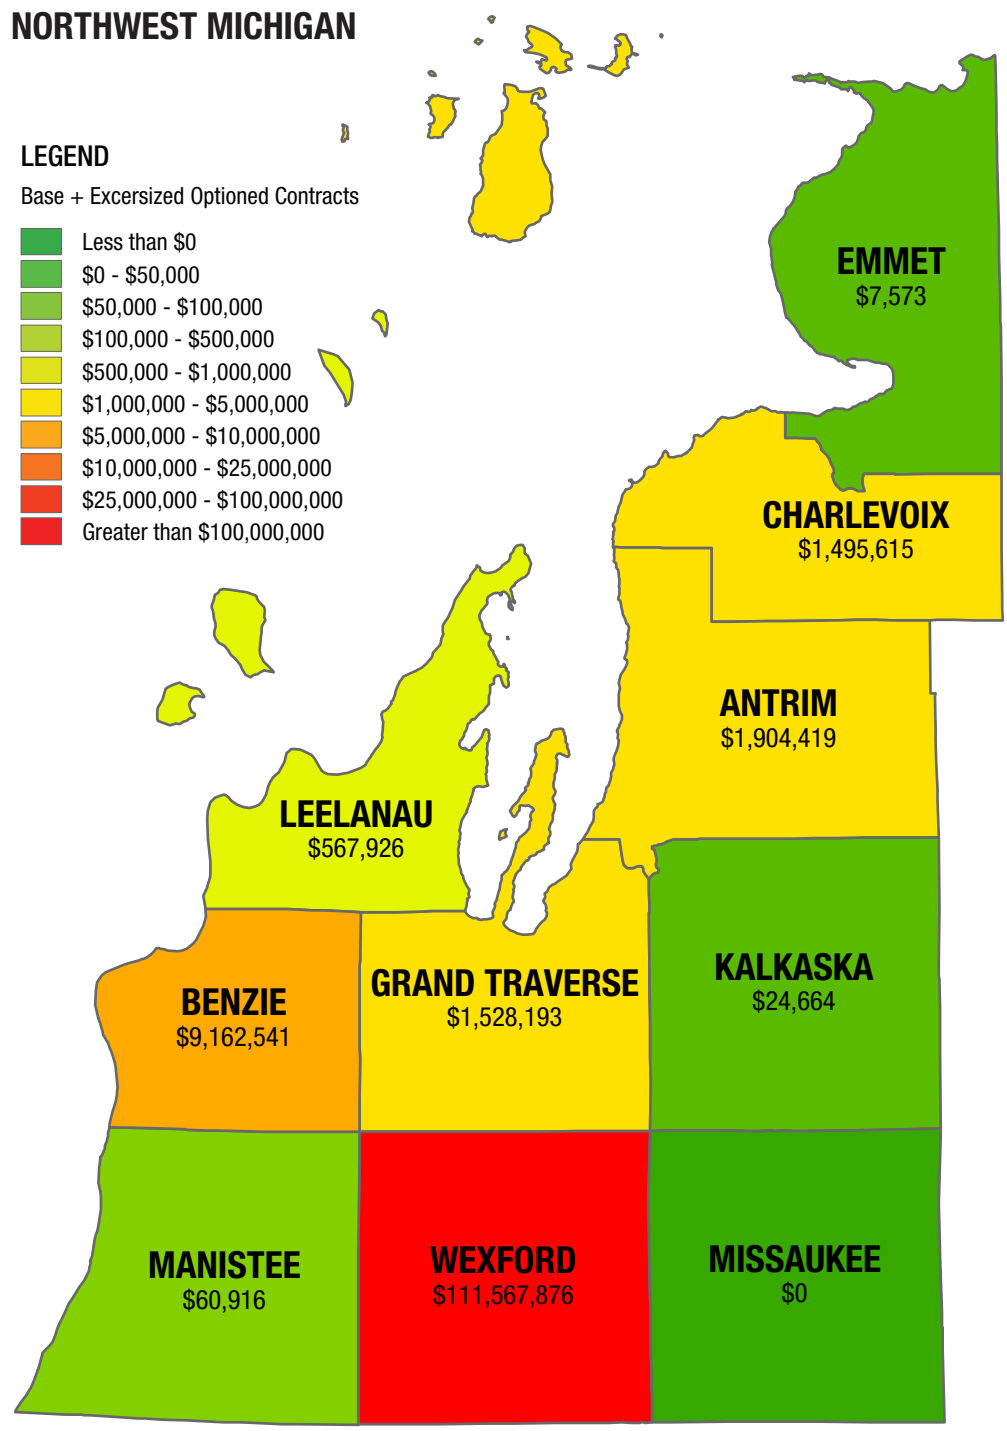 NORTHWEST MICHIGAN
LEGEND
Base + Excersized Optioned Contracts
Less than $0
$0 - $50,000
$50,000 - $100,000
$100,000 - $500,000
$500,000 - $1,000,000
$1,000,000 - $5,000,000
$5,000,000 - $10,000,000
$10,000,000 - $25,000,000
$25,000,000 - $100,000,000
Greater than $100,000,000
EMMET
$7,573
CHARLEVOIX
$1,495,615
ANTRIM
$1,904,419
LEELANAU
$567,926
BENZIE
$9,162,541
GRAND TRAVERSE
$1,528,193
KALKASKA
$24,664
MANISTEE
$60,916
WEXFORD
$111,567,876
MISSAUKEE
$0